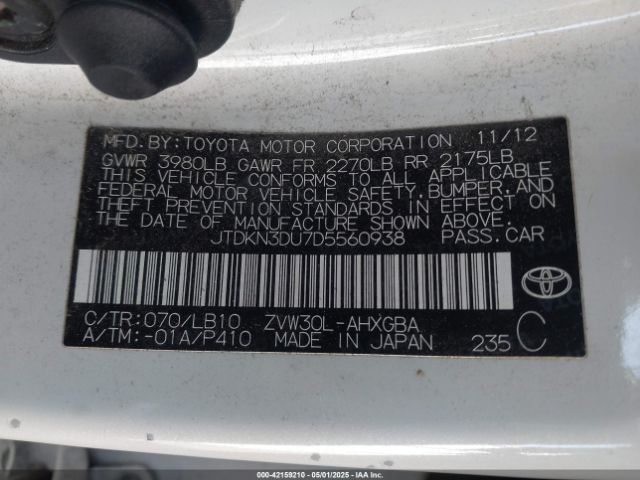 MFD.BY:TOYOTA MOTOR CORPORATION 11/12
GVWR 3980LB GAWR FR 2270LB RR 2175LB
THIS VEHICLE CONFORMS TO ALL APPLICABLE
FEDERAL MOTOR VEHICLE SAFETY, BUMPER, AND
THEFT PREVENTION STANDARDS IN EFFECT ON
THE DATE OF MANUFACTURE SHOWN ABOVE.
JTDKN3DU7D5560938 PASS.CAR
C/TR:070/LB10 ZVW30L-AHXGBA
A/TM:-01A/P410 MADE IN JAPAN 235 C
TOYOTA
000-42159210 - 05/01/2025 - IAAI.COM